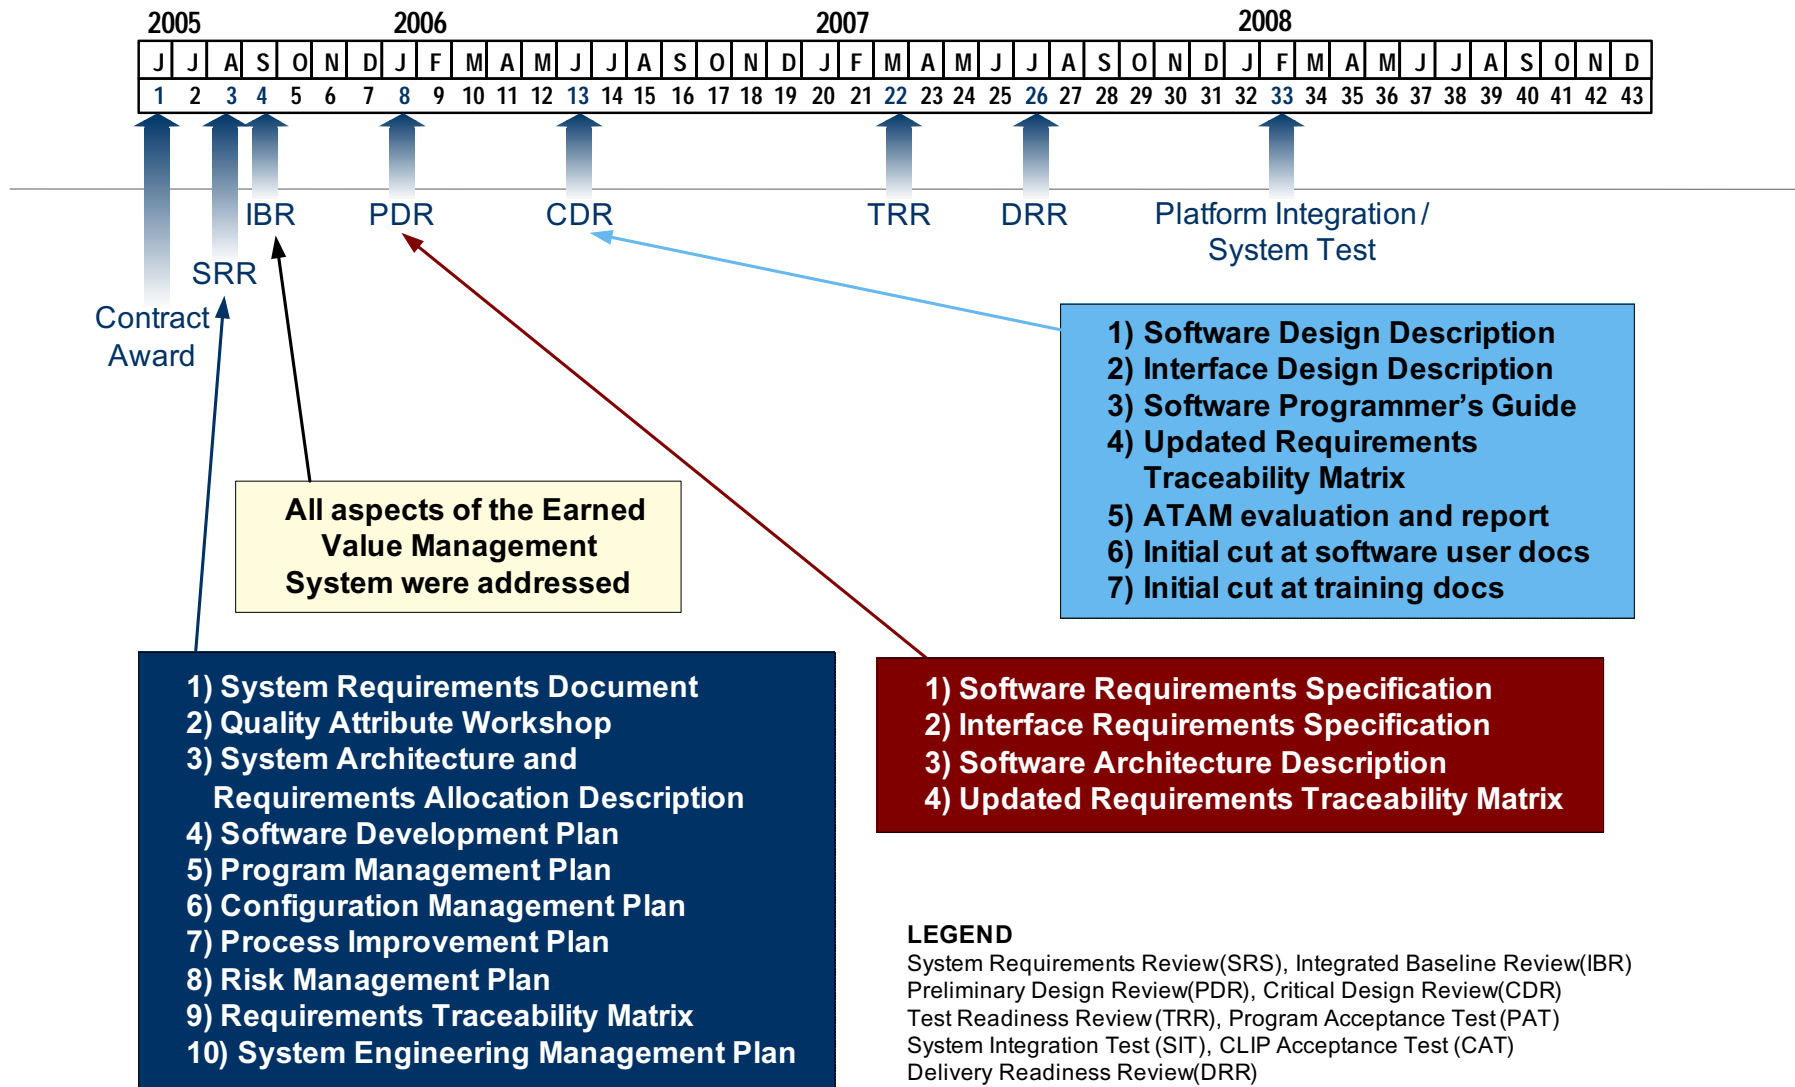 2005 2006 2007 2008
J J A S O N D J F M A M J J A S O N D J F M A M J J A S O N D J F M A M J J A S O N D
1 2 3 4 5 6 7 8 9 10 11 12 13 14 15 16 17 18 19 20 21 22 23 24 25 26 27 28 29 30 31 32 33 34 35 36 37 38 39 40 41 42 43
IBR PDR CDR TRR DRR Platform Integration /
System Test
SRR
Contract
Award
1) Software Design Description
2) Interface Design Description
3) Software Programmer's Guide
4) Updated Requirements
Traceability Matrix
5) ATAM evaluation and report
6) Initial cut at software user docs
7) Initial cut at training docs
All aspects of the Earned
Value Management
System were addressed
1) System Requirements Document
2) Quality Attribute Workshop
3) System Architecture and
Requirements Allocation Description
4) Software Development Plan
5) Program Management Plan
6) Configuration Management Plan
7) Process Improvement Plan
8) Risk Management Plan
9) Requirements Traceability Matrix
10) System Engineering Management Plan
1) Software Requirements Specification
2) Interface Requirements Specification
3) Software Architecture Description
4) Updated Requirements Traceability Matrix
LEGEND
System Requirements Review(SRS), Integrated Baseline Review(IBR)
Preliminary Design Review(PDR), Critical Design Review(CDR)
Test Readiness Review (TRR), Program Acceptance Test (PAT)
System Integration Test (SIT), CLIP Acceptance Test (CAT)
Delivery Readiness Review(DRR)